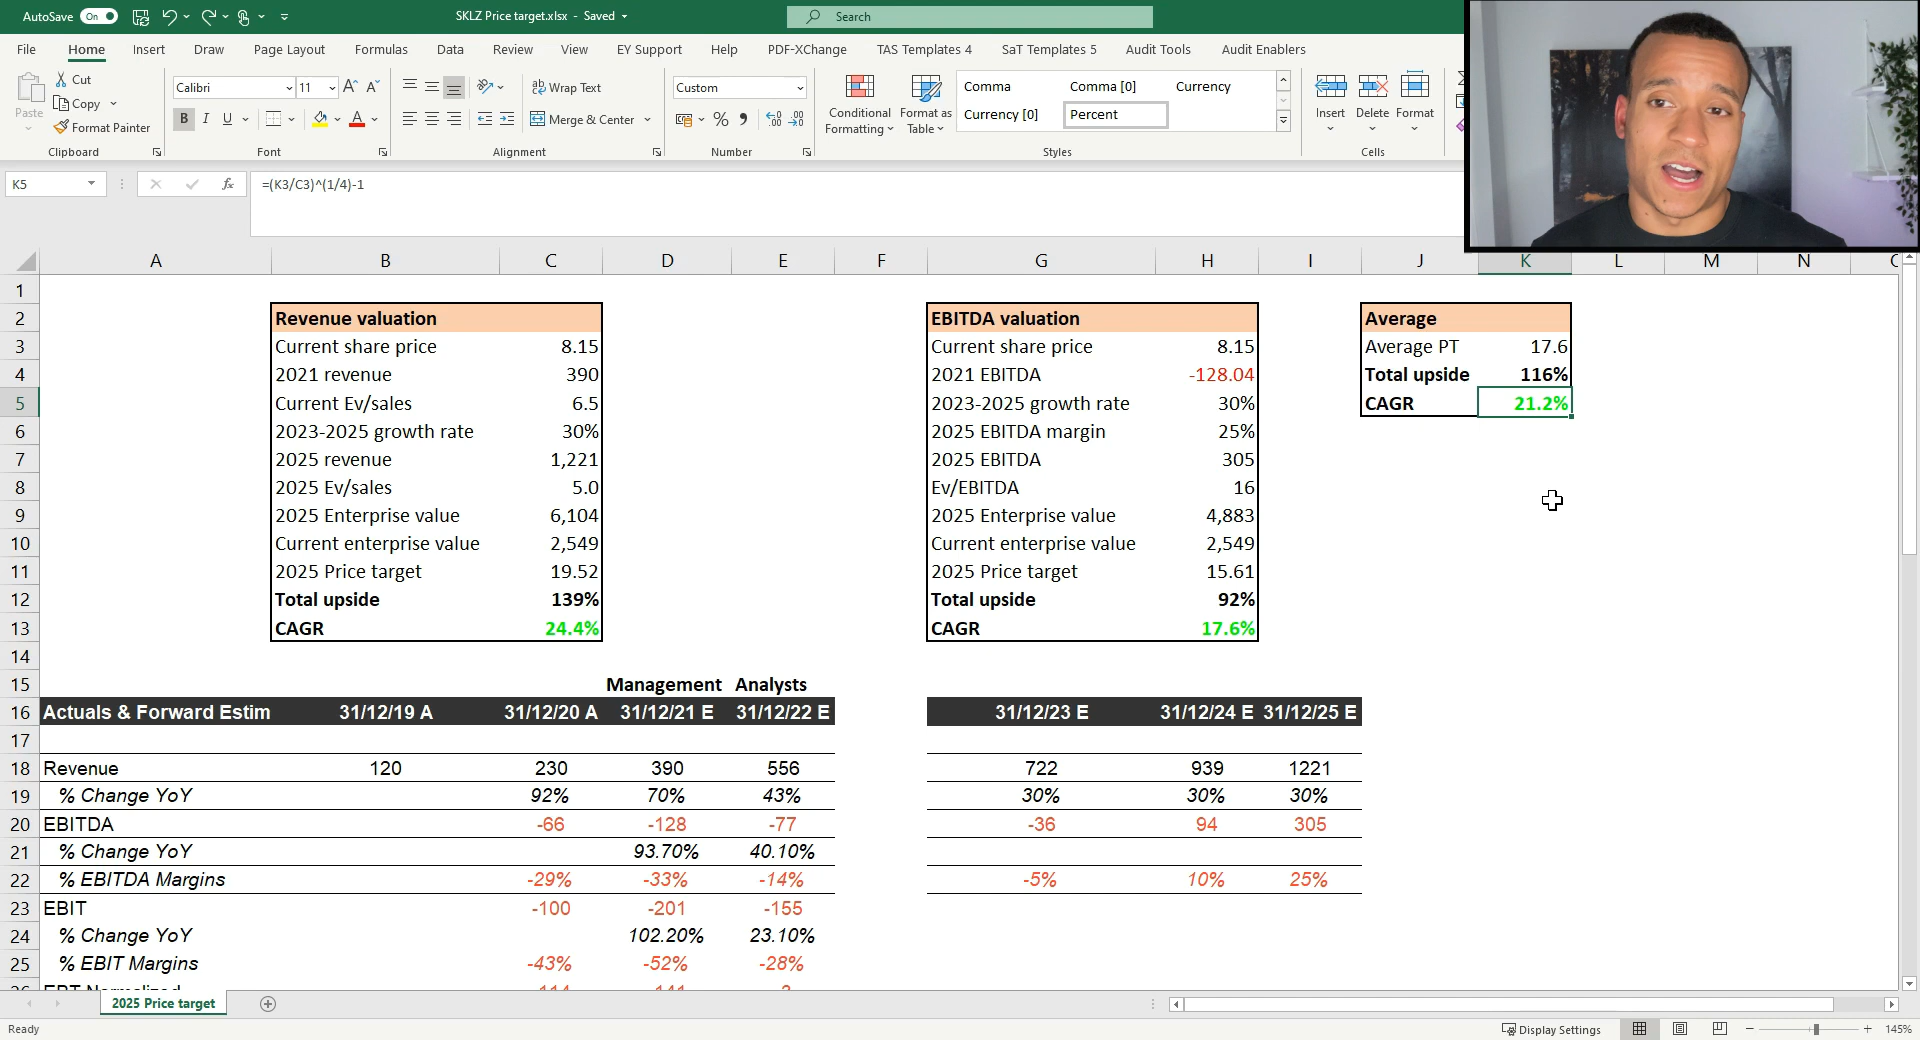 AutoSave On SKLZ Price target.xlsx - Saved Search
File Home Insert Draw Page Layout Formulas Data Review View EY Support Help PDF-XChange TAS Templates 4 SaT Templates 5 Audit Tools Audit Enablers
Paste Cut Copy Format Painter
Calibri 11 Wrap Text Merge & Center
B I U
Custom % 
Conditional Formatting Format as Table
Comma Comma [0] Currency
Currency [0] Percent
Insert Delete Format
Clipboard Font Alignment Number Styles Cells
K5 fx =(K3/C3)^(1/4)-1
A B C D E F G H I J K L M N
1
2 Revenue valuation EBITDA valuation Average
3 Current share price 8.15 Current share price 8.15 Average PT 17.6
4 2021 revenue 390 2021 EBITDA -128.04 Total upside 116%
5 Current Ev/sales 6.5 2023-2025 growth rate 30% CAGR 21.2%
6 2023-2025 growth rate 30% 2025 EBITDA margin 25%
7 2025 revenue 1,221 2025 EBITDA 305
8 2025 Ev/sales 5.0 Ev/EBITDA 16
9 2025 Enterprise value 6,104 2025 Enterprise value 4,883
10 Current enterprise value 2,549 Current enterprise value 2,549
11 2025 Price target 19.52 2025 Price target 15.61
12 Total upside 139% Total upside 92%
13 CAGR 24.4% CAGR 17.6%
14
15 Management Analysts
16 Actuals & Forward Estim 31/12/19 A 31/12/20 A 31/12/21 E 31/12/22 E 31/12/23 E 31/12/24 E 31/12/25 E
17
18 Revenue 120 230 390 556 722 939 1221
19 % Change YoY 92% 70% 43% 30% 30% 30%
20 EBITDA -66 -128 -77 -36 94 305
21 % Change YoY 93.70% 40.10%
22 % EBITDA Margins -29% -33% -14% -5% 10% 25%
23 EBIT -100 -201 -155
24 % Change YoY 102.20% 23.10%
25 % EBIT Margins -43% -52% -28%
2025 Price target
Ready Display Settings 145%